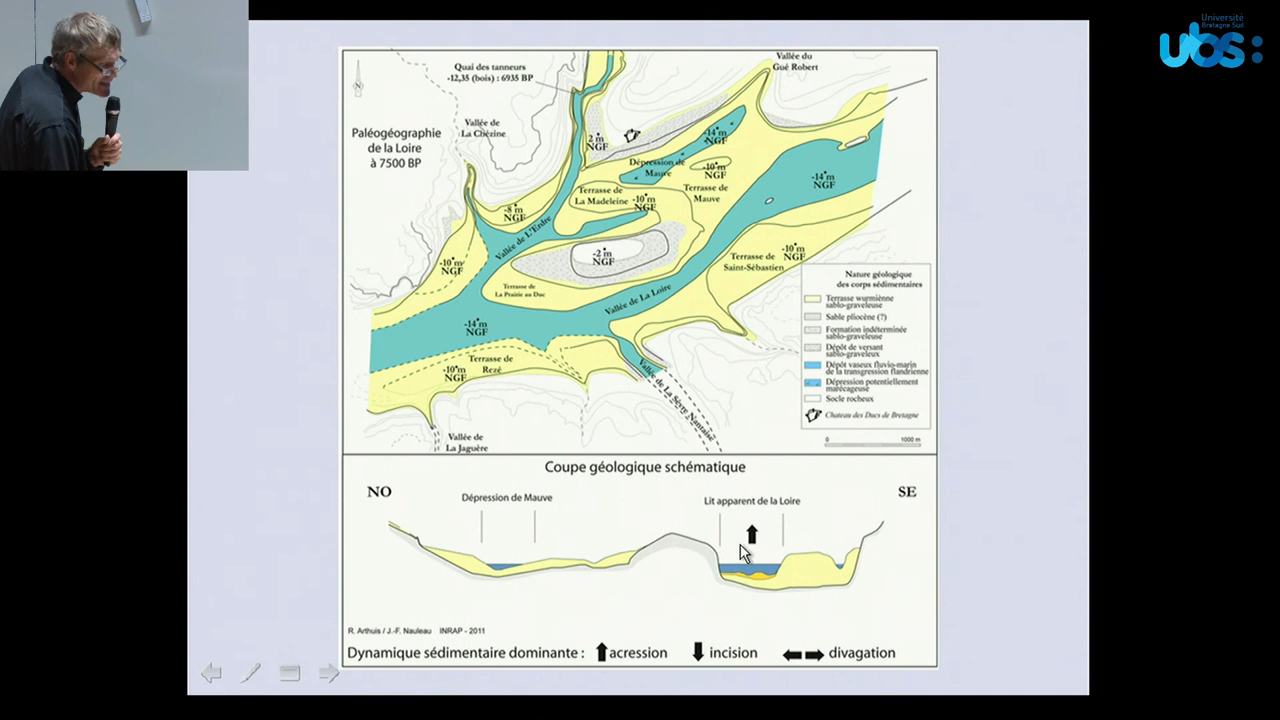 Université
Bretagne Sud
ubs:
Quai des tanneurs
-12,35 (bois) : 6935 BP
Vallée du
Gué Robert
Paléogéographie
de la Loire
à 7500 BP
Vallée de
La Chézine
2 m
NGF
-14 m
NGF
Dépression de
Mauve
-10 m
NGF
-14 m
NGF
Terrasse de
La Madeleine
Terrasse de
Mauve
-10 m
NGF
-8 m
NGF
Vallée de L'Erdre
-10 m
NGF
-2 m
NGF
-10 m
NGF
Terrasse de
Saint-Sébastien
Terrasse de
La Prairie au Duc
Vallée de La Loire
-14 m
NGF
Terrasse de
Rezé
-10 m
NGF
Vallée de La Sèvre Nantaise
Vallée de
La Jaguère
Nature géologique
des corps sédimentaires
Terrasse wurmiènne
sablo-graveleuse
Sable pliocène (?)
Formation indéterminée
sablo-graveleuse
Dépôt de versant
sablo-graveleux
Dépôt vaseux fluvio-marin
de la transgression flandrienne
Dépression potentiellement
marécageuse
Socle rocheux
Chateau des Ducs de Bretagne
0 1000 m
Coupe géologique schématique
NO
SE
Dépression de Mauve
Lit apparent de la Loire
R. Arthuis / J.-F. Nauleau INRAP - 2011
Dynamique sédimentaire dominante : acression incision divagation